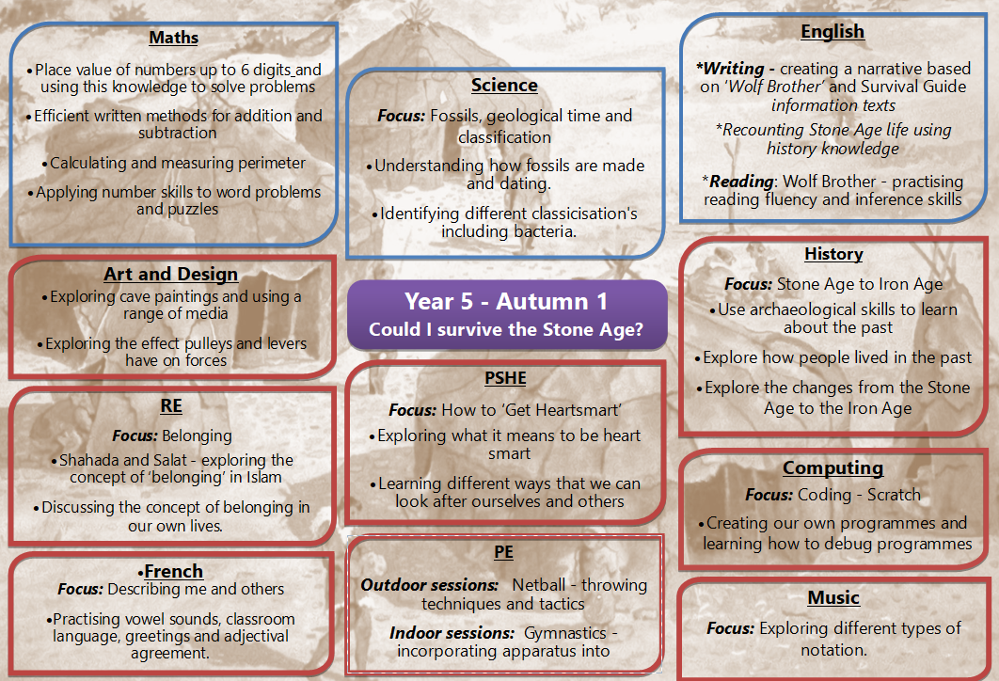 Maths
•Place value of numbers up to 6 digits and
using this knowledge to solve problems
•Efficient written methods for addition and
subtraction
•Calculating and measuring perimeter
•Applying number skills to word problems
and puzzles
Science
Focus: Fossils, geological time and
classification
•Understanding how fossils are made
and dating.
•Identifying different classicisation's
including bacteria.
English
*Writing - creating a narrative based
on ‘Wolf Brother’ and Survival Guide
information texts
*Recounting Stone Age life using
history knowledge
*Reading: Wolf Brother - practising
reading fluency and inference skills
Art and Design
•Exploring cave paintings and using a
range of media
•Exploring the effect pulleys and levers
have on forces
Year 5 - Autumn 1
Could I survive the Stone Age?
History
Focus: Stone Age to Iron Age
•Use archaeological skills to learn
about the past
•Explore how people lived in the past
•Explore the changes from the Stone
Age to the Iron Age
RE
Focus: Belonging
•Shahada and Salat - exploring the
concept of ‘belonging’ in Islam
•Discussing the concept of belonging in
our own lives.
PSHE
Focus: How to ‘Get Heartsmart’
•Exploring what it means to be heart
smart
•Learning different ways that we can
look after ourselves and others
Computing
Focus: Coding - Scratch
•Creating our own programmes and
learning how to debug programmes
•French
Focus: Describing me and others
•Practising vowel sounds, classroom
language, greetings and adjectival
agreement.
PE
Outdoor sessions: Netball - throwing
techniques and tactics
Indoor sessions: Gymnastics -
incorporating apparatus into
Music
Focus: Exploring different types of
notation.